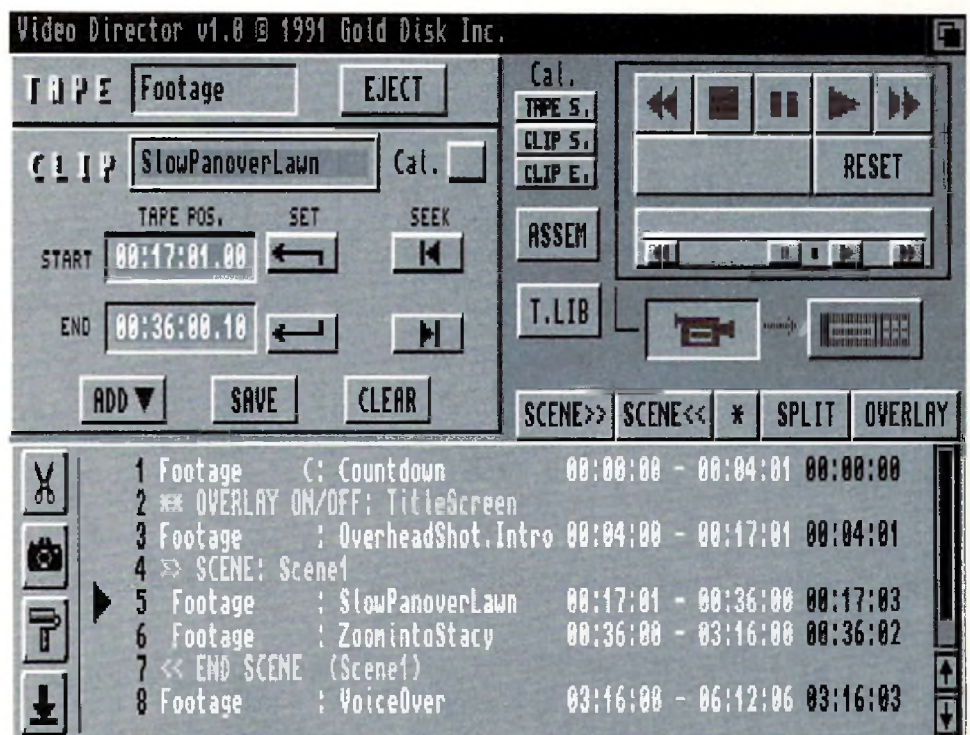 Video Director v1.0 © 1991 Gold Disk Inc.
TAPE Footage EJECT
CLIP SlowPanoverLawn Cal.
TAPE POS. SET SEEK
START 00:17:01.00
END 00:36:00.10
ADD▼ SAVE CLEAR
Cal.
TAPE S.
CLIP S.
CLIP E.
ASSEM
T.LIB
RESET
SCENE>> SCENE<< * SPLIT OVERLAY
1 Footage C: Countdown 00:00:00 - 00:04:01 00:00:00
2 ** OVERLAY ON/OFF: TitleScreen
3 Footage : OverheadShot.Intro 00:04:00 - 00:17:01 00:04:01
4 >> SCENE: Scene1
5 Footage : SlowPanoverLawn 00:17:01 - 00:36:00 00:17:03
6 Footage : ZoomintoStacy 00:36:00 - 03:16:00 00:36:02
7 << END SCENE (Scene1)
8 Footage : VoiceOver 03:16:00 - 06:12:06 03:16:03